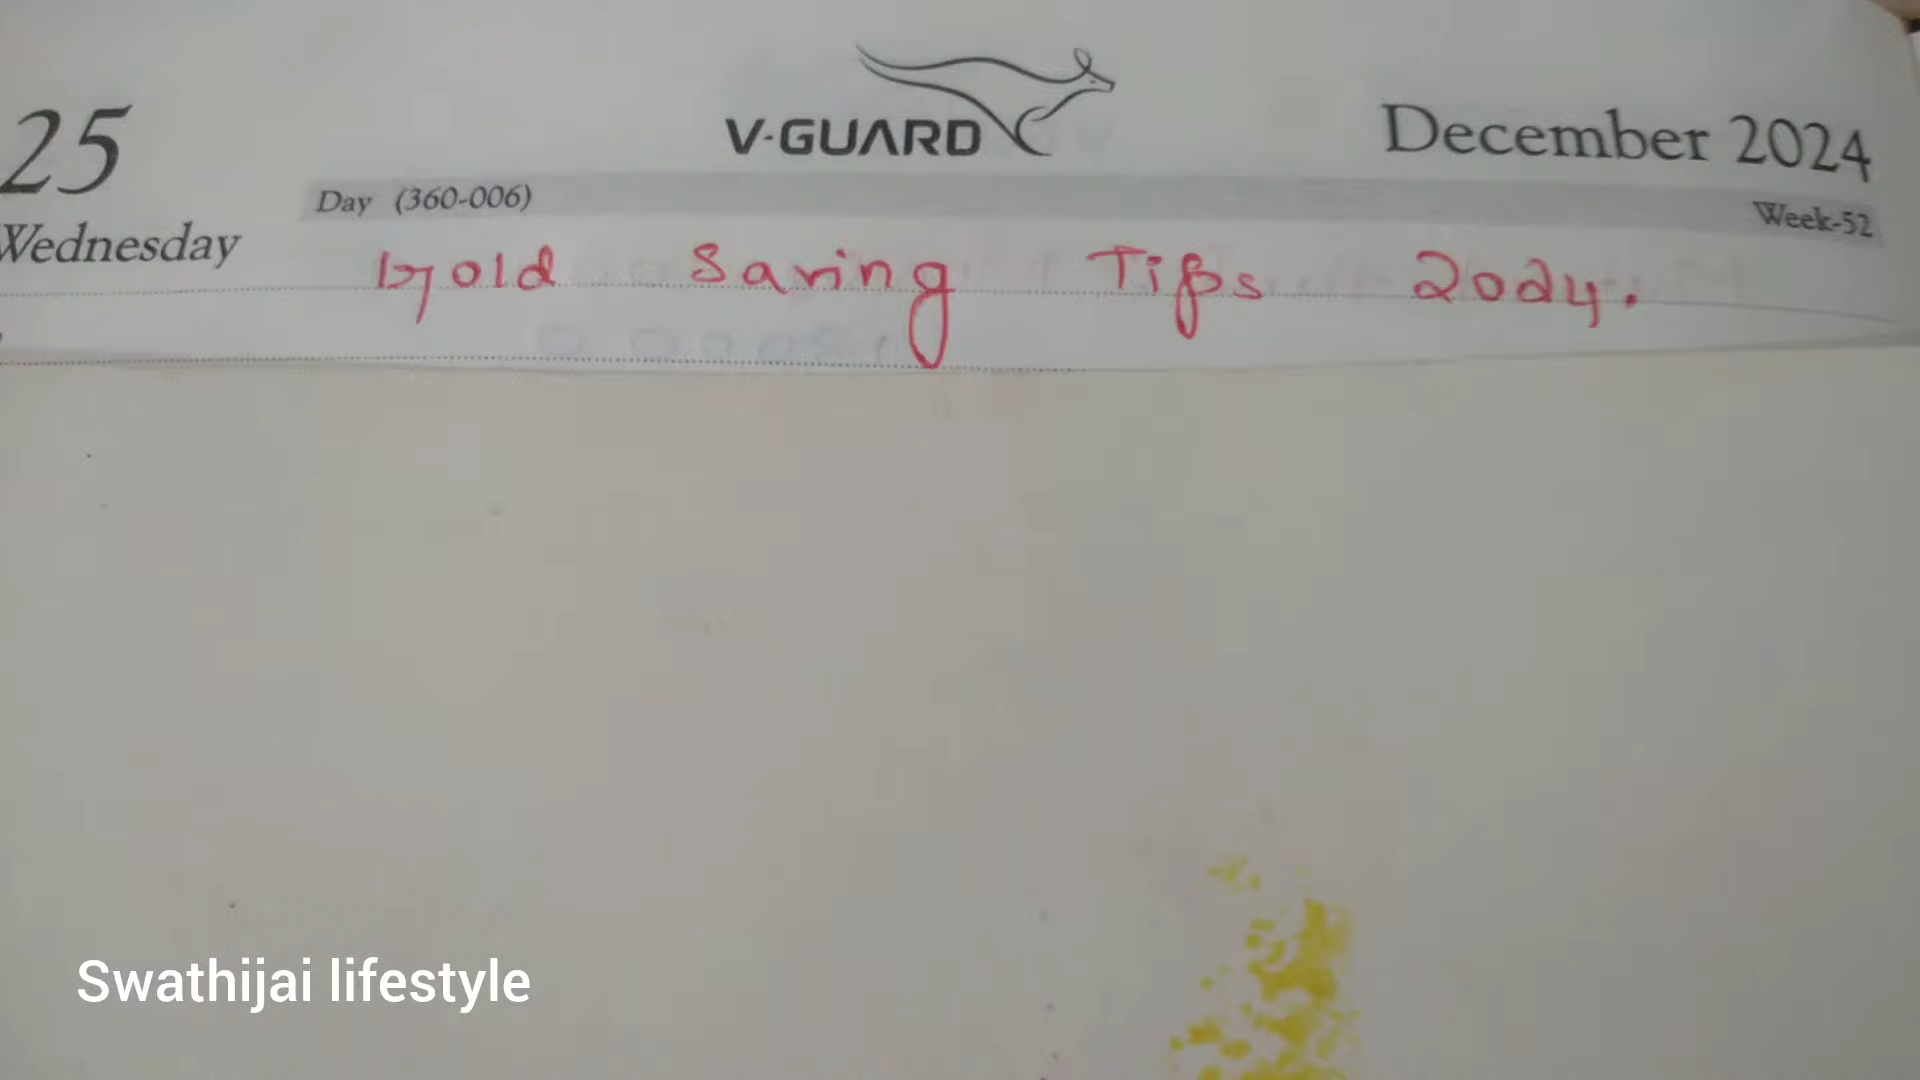 25
V-GUARD
December 2024
Day (360-006)
Week-52
Wednesday
Gold Saving Tips 2024.
Swathijai lifestyle